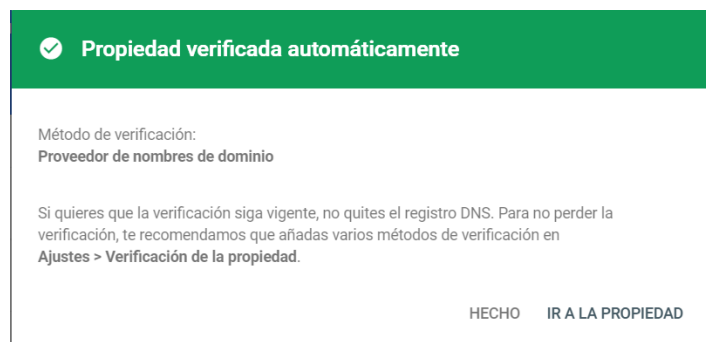 Propiedad verificada automáticamente
Método de verificación:
Proveedor de nombres de dominio
Si quieres que la verificación siga vigente, no quites el registro DNS. Para no perder la
verificación, te recomendamos que añadas varios métodos de verificación en
Ajustes > Verificación de la propiedad.
HECHO IR A LA PROPIEDAD